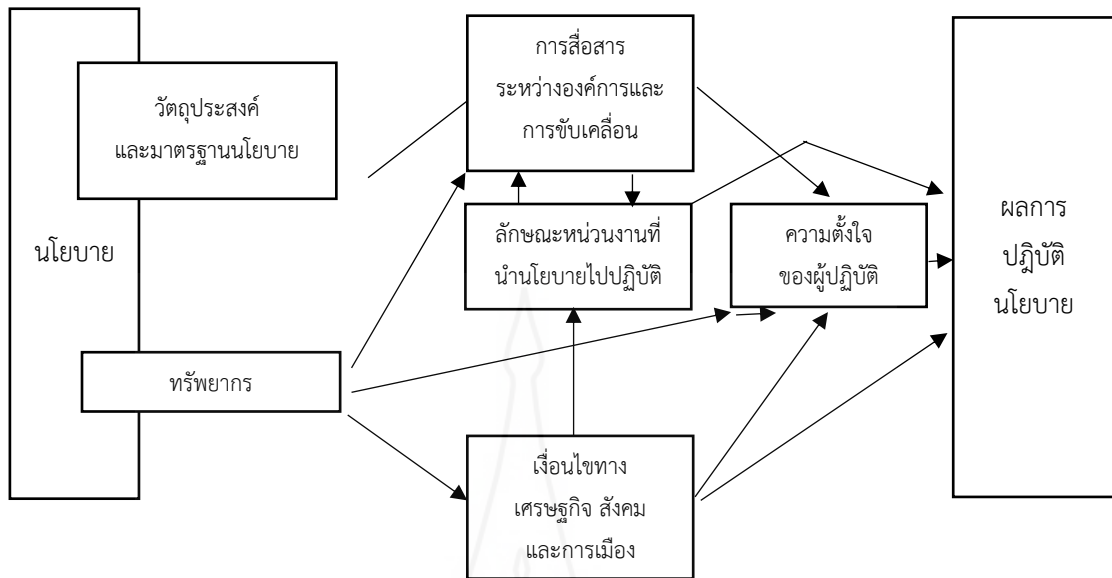 นโยบาย
วัตถุประสงค์
และมาตรฐานนโยบาย
ทรัพยากร
การสื่อสาร
ระหว่างองค์การและ
การขับเคลื่อน
ลักษณะหน่วนงานที่
นำนโยบายไปปฏิบัติ
เงื่อนไขทาง
เศรษฐกิจ สังคม
และการเมือง
ความตั้งใจ
ของผู้ปฏิบัติ
ผลการ
ปฎิบัติ
นโยบาย